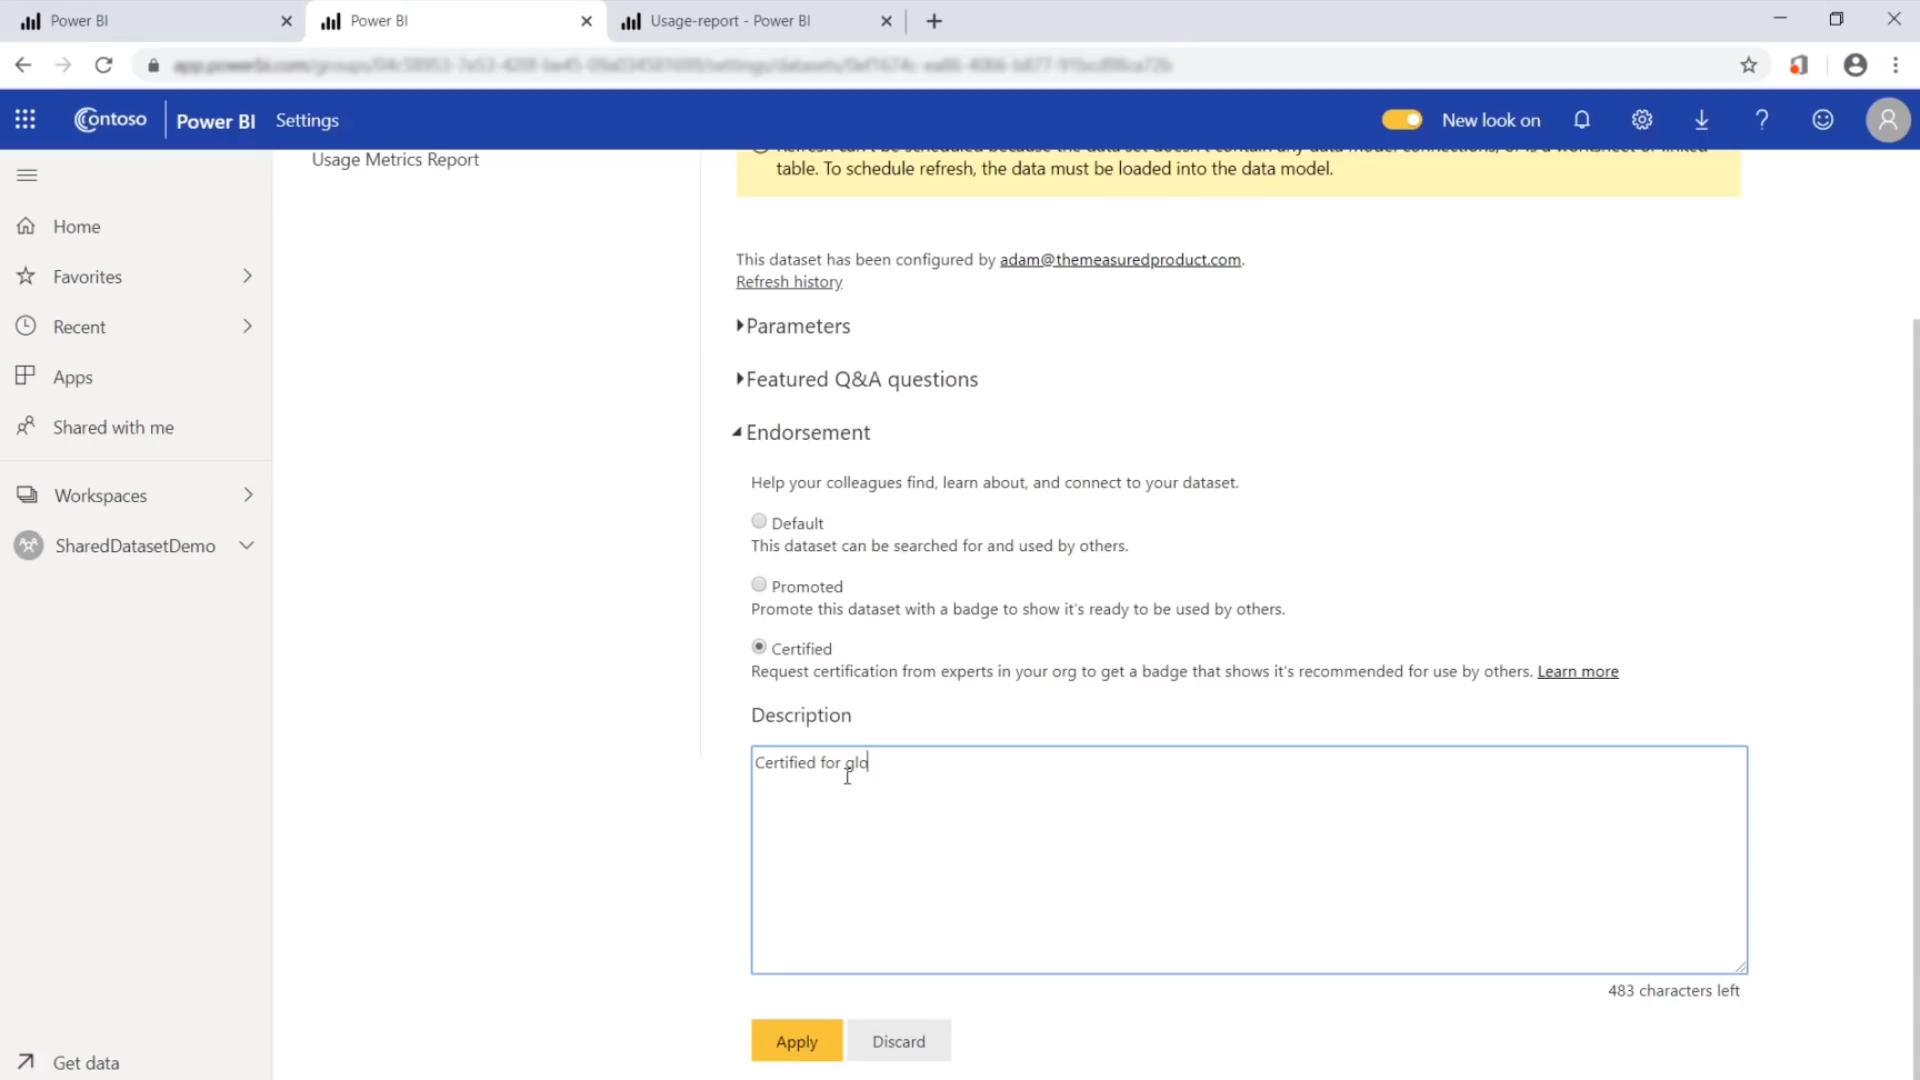 Power BI
Power BI
Usage-report - Power BI
Contoso
Power BI
Settings
New look on
Home
Favorites
Recent
Apps
Shared with me
Workspaces
SharedDatasetDemo
Get data
Usage Metrics Report
table. To schedule refresh, the data must be loaded into the data model.
This dataset has been configured by adam@themeasuredproduct.com.
Refresh history
Parameters
Featured Q&A questions
Endorsement
Help your colleagues find, learn about, and connect to your dataset.
Default
This dataset can be searched for and used by others.
Promoted
Promote this dataset with a badge to show it's ready to be used by others.
Certified
Request certification from experts in your org to get a badge that shows it's recommended for use by others. Learn more
Description
Certified for glo
483 characters left
Apply
Discard